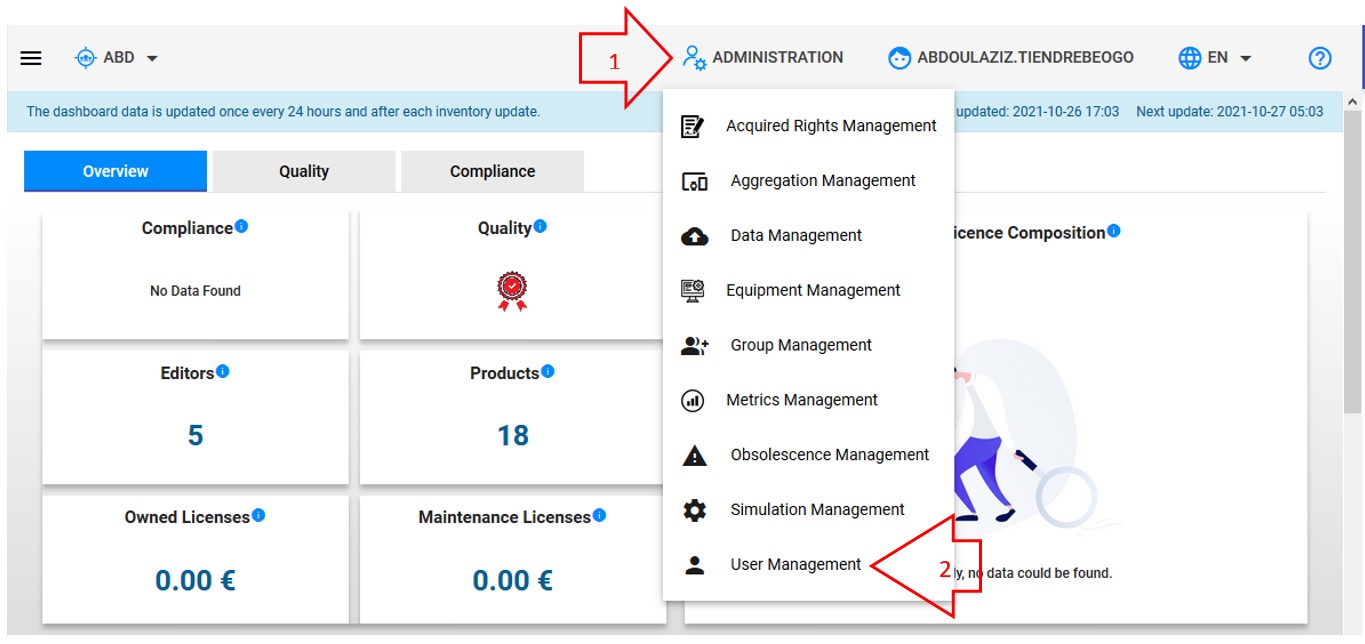 ABD
1
ADMINISTRATION
ABDOULAZIZ.TIENDREBEOGO
EN
?
The dashboard data is updated once every 24 hours and after each inventory update.
updated: 2021-10-26 17:03
Next update: 2021-10-27 05:03
Overview
Quality
Compliance
Acquired Rights Management
Aggregation Management
Data Management
Equipment Management
Group Management
Metrics Management
Obsolescence Management
Simulation Management
User Management
2
Compliance
No Data Found
Quality
icence Composition
Editors
5
Products
18
Owned Licenses
0.00 €
Maintenance Licenses
0.00 €
ly, no data could be found.